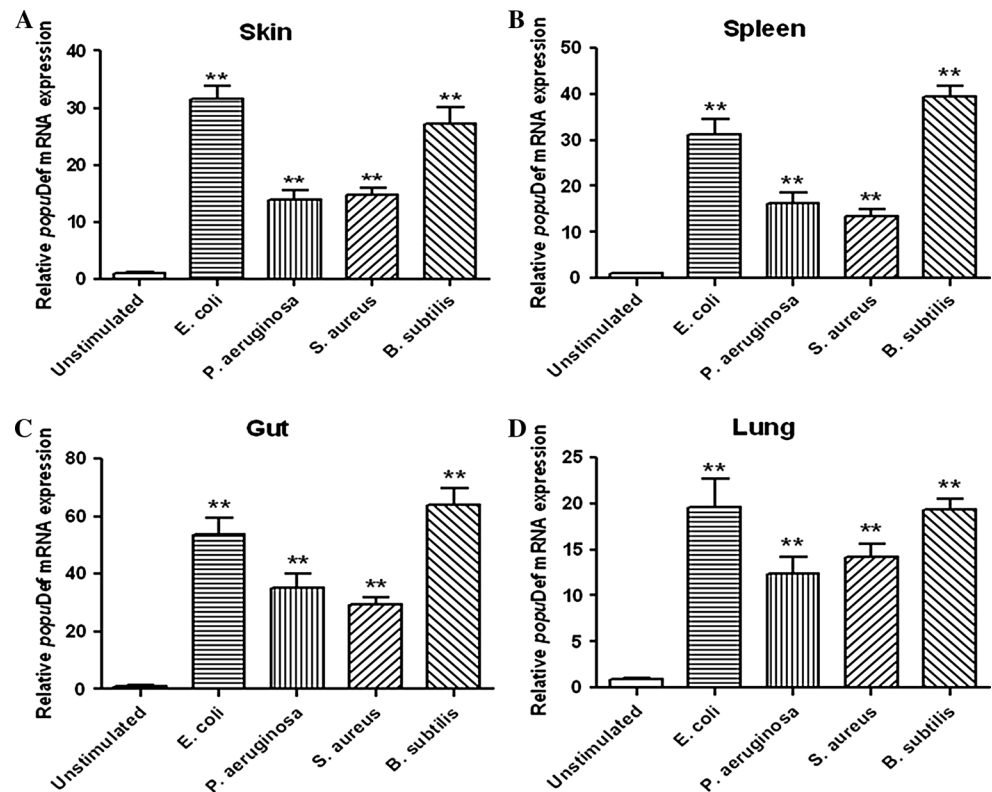 A
Skin
Relative popuDef mRNA expression
40
30
20
10
0
**
**
**
**
Unstimulated
E. coli
P. aeruginosa
S. aureus
B. subtilis
B
Spleen
Relative popuDef mRNA expression
50
40
30
20
10
0
**
**
**
**
Unstimulated
E. coli
P. aeruginosa
S. aureus
B. subtilis
C
Gut
Relative popuDef mRNA expression
80
60
40
20
0
**
**
**
**
Unstimulated
E. coli
P. aeruginosa
S. aureus
B. subtilis
D
Lung
Relative popuDef mRNA expression
25
20
15
10
5
0
**
**
**
**
Unstimulated
E. coli
P. aeruginosa
S. aureus
B. subtilis